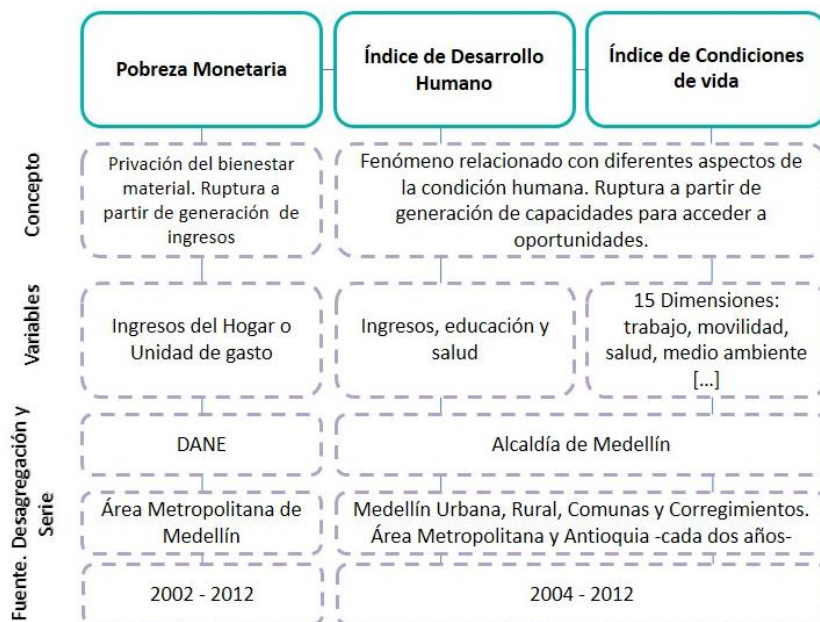 Pobreza Monetaria
Índice de Desarrollo
Humano
Índice de Condiciones
de vida
Concepto
Privación del bienestar
material. Ruptura a
partir de generación de
ingresos
Fenómeno relacionado con diferentes aspectos de
la condición humana. Ruptura a partir de
generación de capacidades para acceder a
oportunidades.
Variables
Ingresos del Hogar o
Unidad de gasto
Ingresos, educación y
salud
15 Dimensiones:
trabajo, movilidad,
salud, medio ambiente
[...]
Fuente. Desagregación y
Serie
DANE
Alcaldía de Medellín
Área Metropolitana de
Medellín
Medellín Urbana, Rural, Comunas y Corregimientos.
Área Metropolitana y Antioquia -cada dos años-
2002 - 2012
2004 - 2012